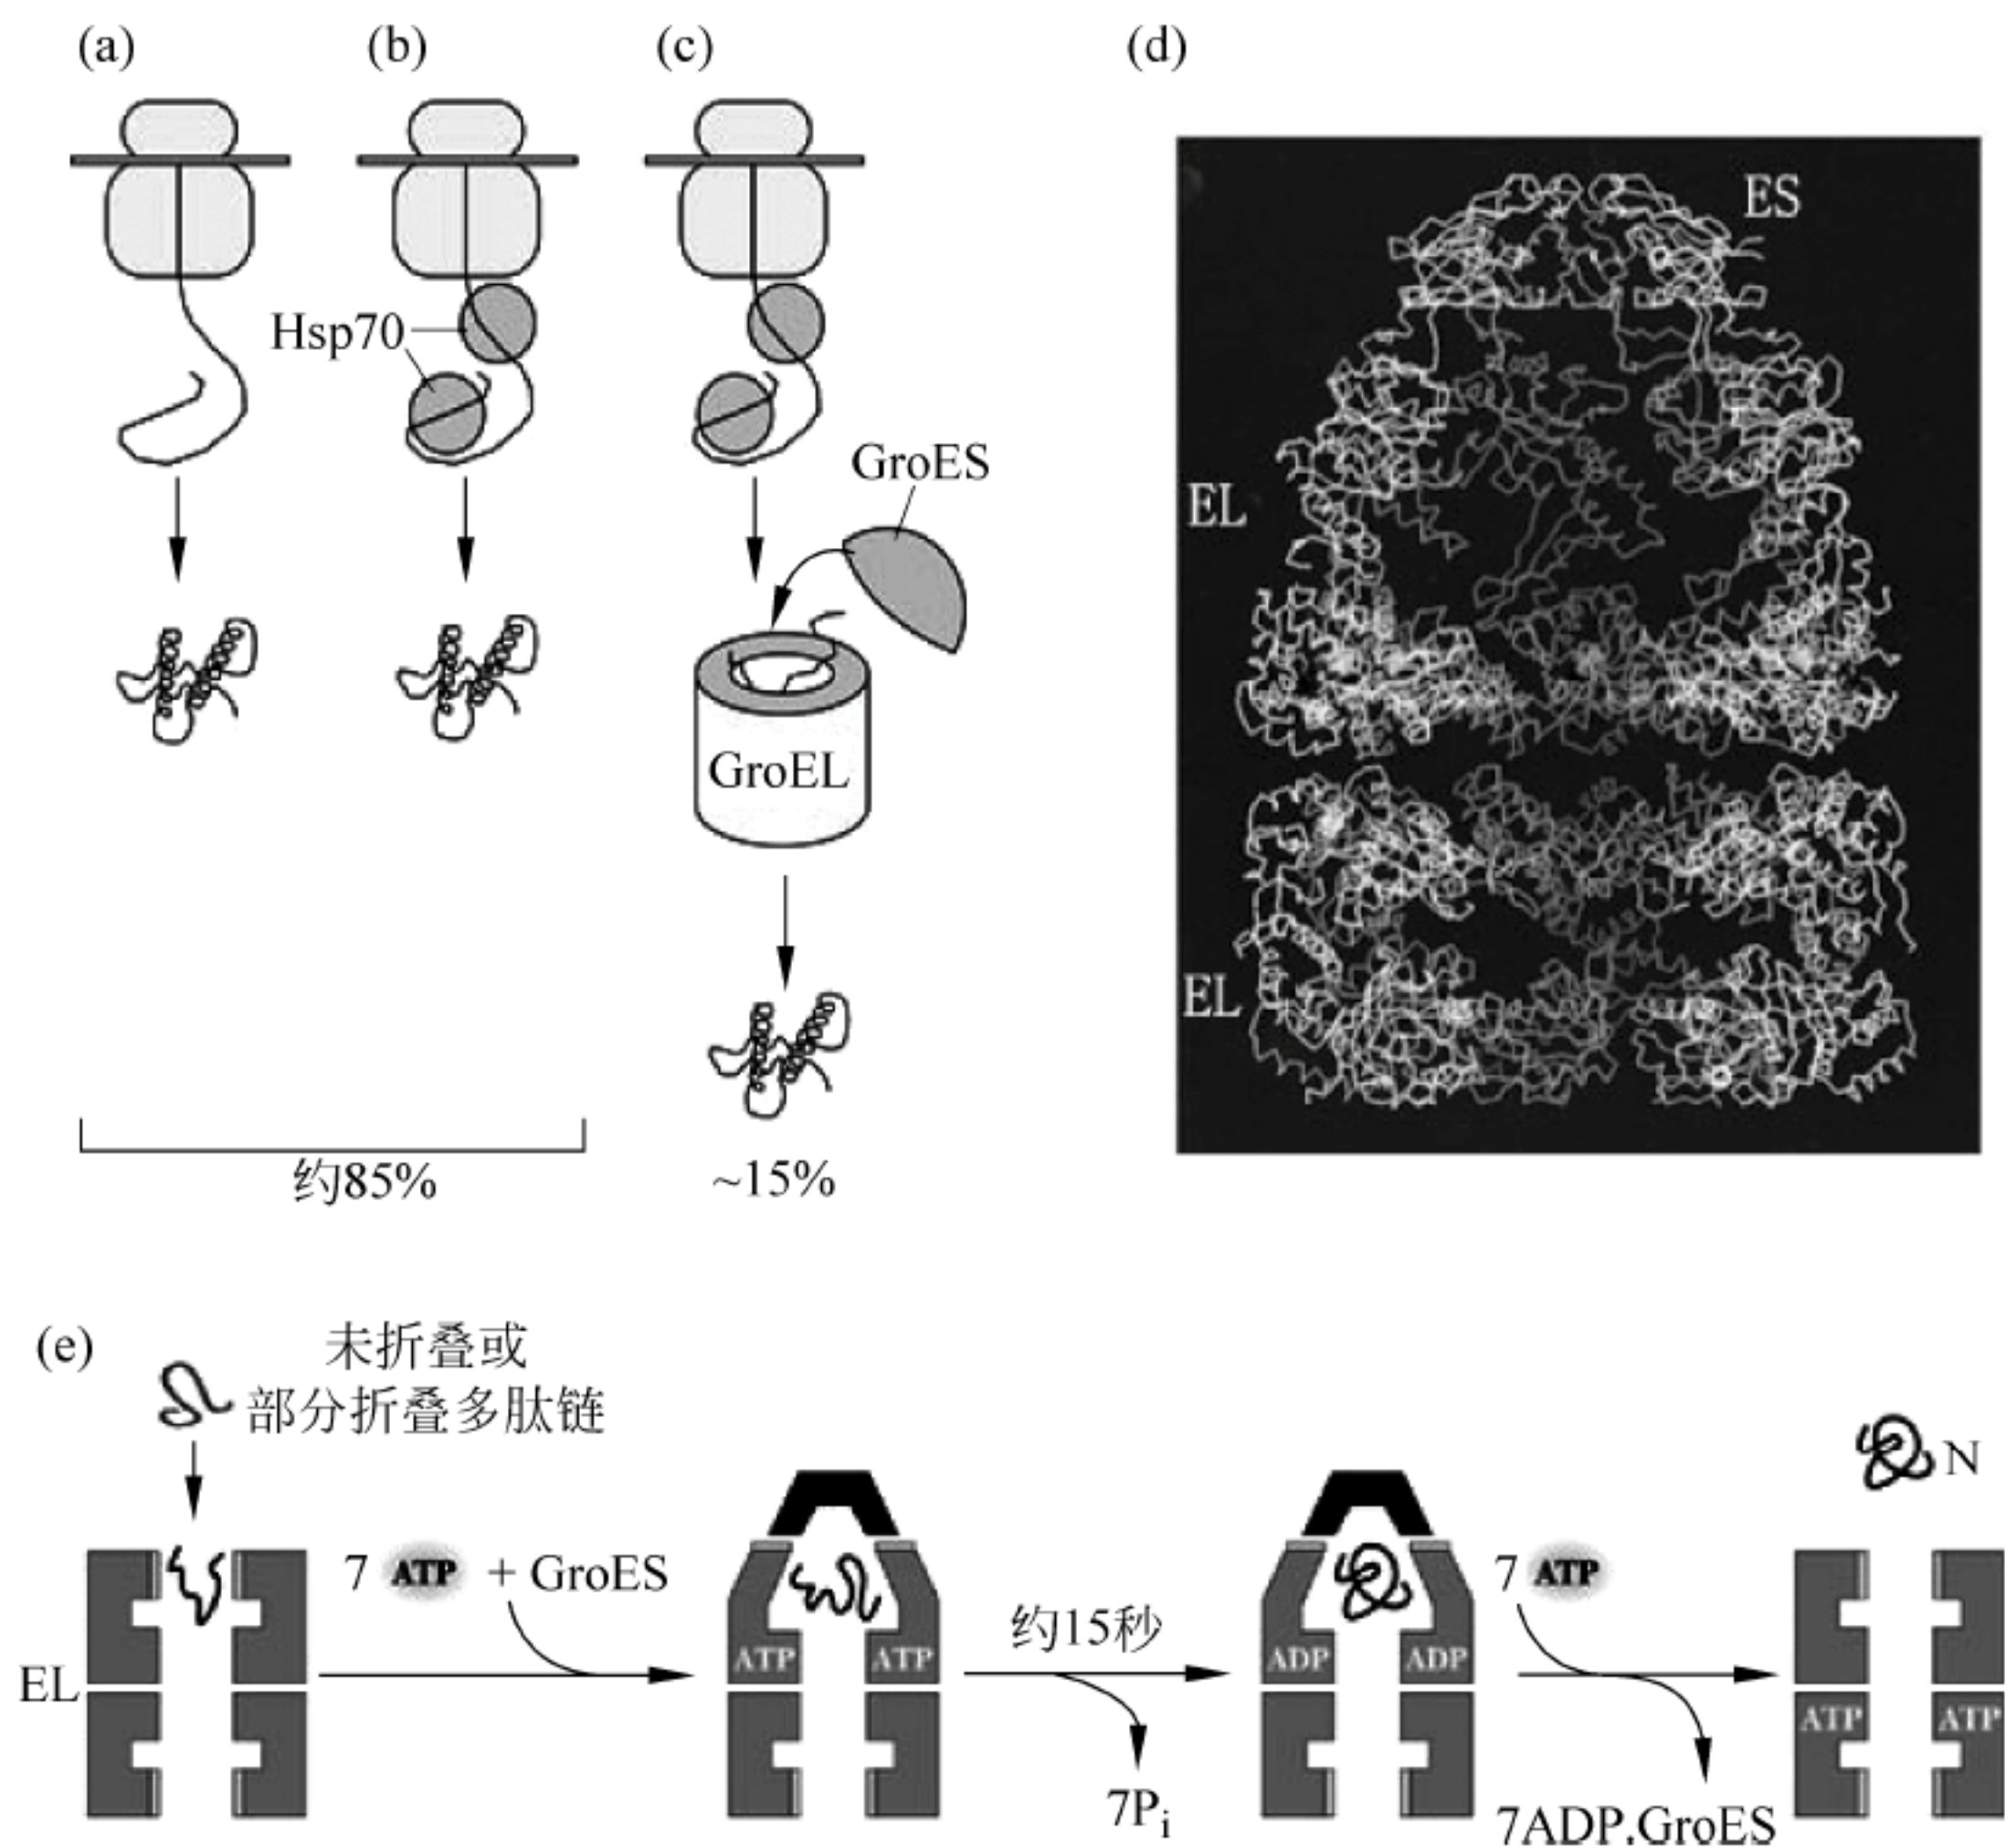 (a)
(b)
(c)
(d)
Hsp70
GroES
GroEL
约85%
~15%
ES
EL
EL
(e)
未折叠或
部分折叠多肽链
EL
7 ATP + GroES
ATP ATP
约15秒
7Pi
ADP ADP
7 ATP
7ADP.GroES
N
ATP ATP